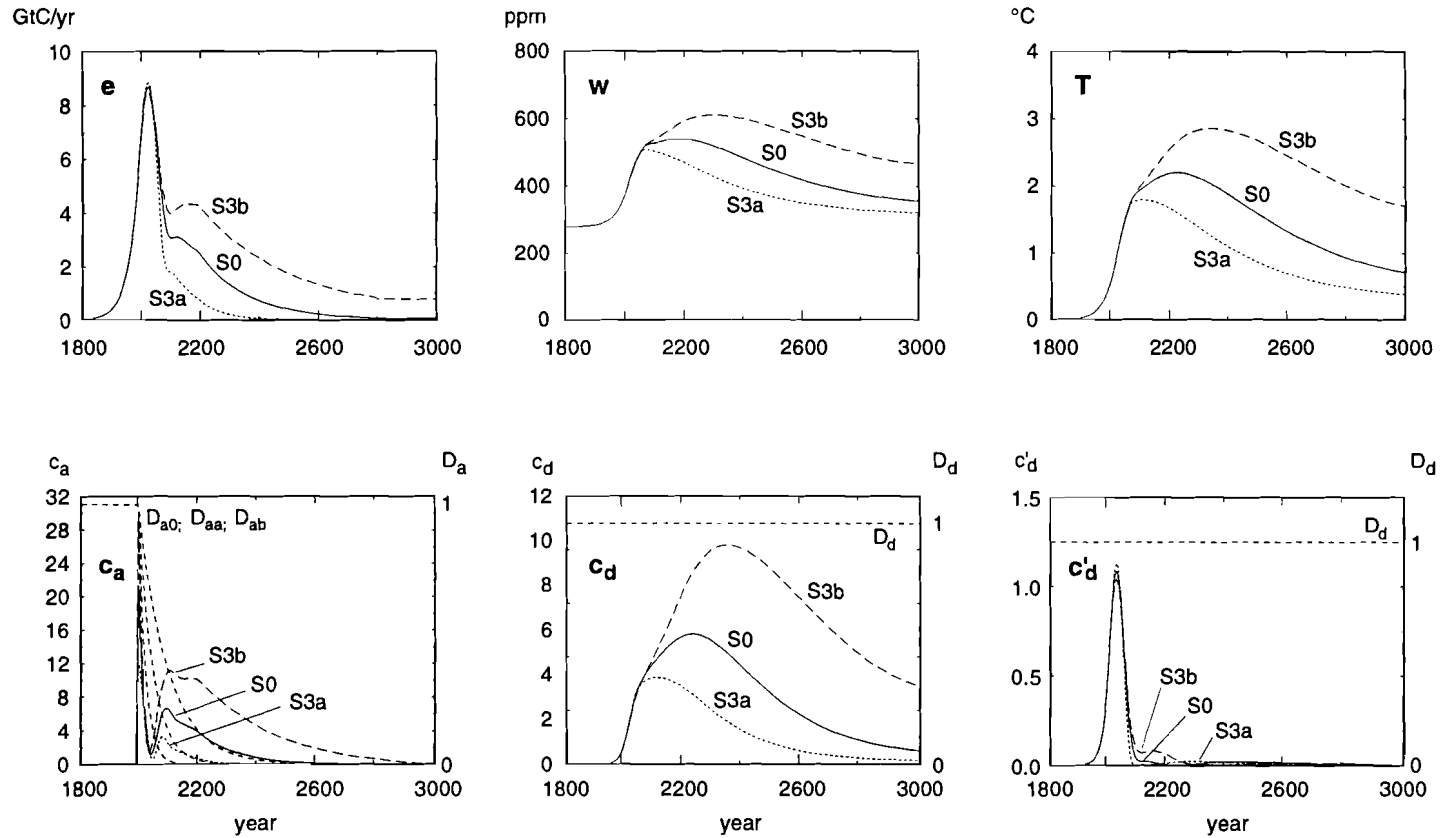 GtC/yr
10
8
6
4
2
0
e
S3b
S0
S3a
1800 2200 2600 3000
ppm
800
600
400
200
0
w
S3b
S0
S3a
1800 2200 2600 3000
°C
4
3
2
1
0
T
S3b
S0
S3a
1800 2200 2600 3000
c_a
D_a
32
28
24
20
16
12
8
4
0
1
0
D_a0; D_aa; D_ab
c_a
S3b
S0
S3a
1800 2200 2600 3000
year
c_d
D_d
12
10
8
6
4
2
0
1
0
D_d
c_d
S3b
S0
S3a
1800 2200 2600 3000
year
c'_d
D_d
1.5
1.0
0.5
0.0
1
0
D_d
c'_d
S3b
S0
S3a
1800 2200 2600 3000
year